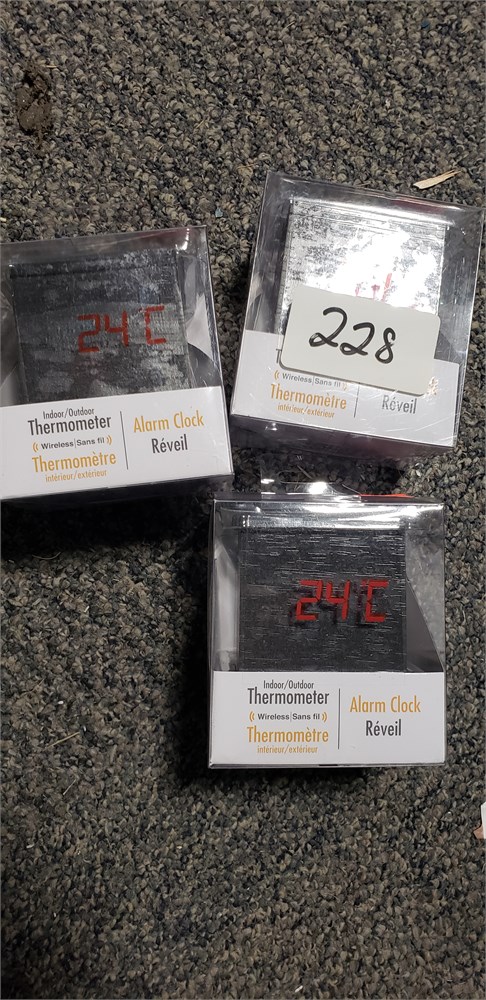 24 C
Indoor/Outdoor
Thermometer
Wireless|Sans fil
Thermomètre
intérieur/extérieur
Alarm Clock
Réveil
228
Wireless|Sans fil
Thermomètre
intérieur/extérieur
Réveil
24 C
Indoor/Outdoor
Thermometer
Wireless|Sans fil
Thermomètre
intérieur/extérieur
Alarm Clock
Réveil